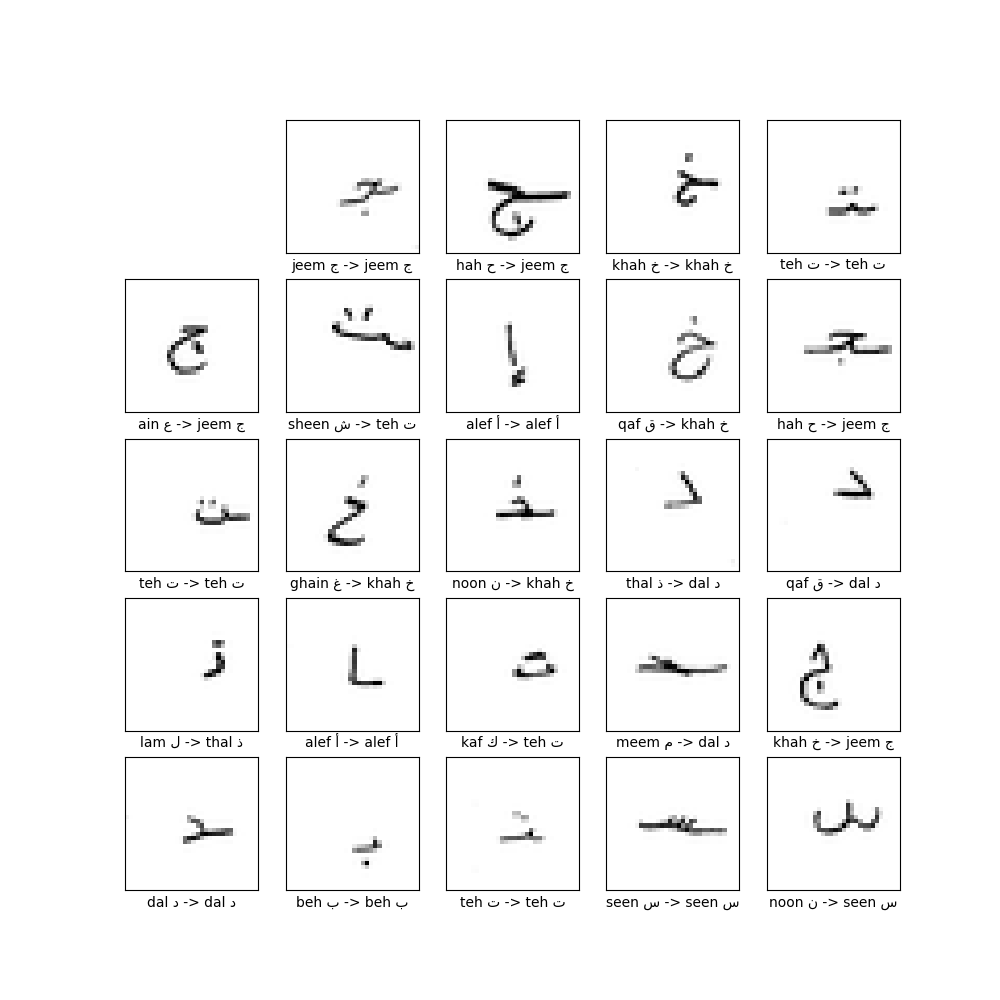 jeem ج -> jeem ج hah ح -> jeem ج khah خ -> khah خ teh ت -> teh ت
ain ع -> jeem ج sheen ش -> teh ت alef أ -> alef أ qaf ق -> khah خ hah ح -> jeem ج
teh ت -> teh ت ghain غ -> khah خ noon ن -> khah خ thal ذ -> dal د qaf ق -> dal د
lam ل -> thal ذ alef أ -> alef أ kaf ك -> teh ت meem م -> dal د khah خ -> jeem ج
dal د -> dal د beh ب -> beh ب teh ت -> teh ت seen س -> seen س noon ن -> seen س